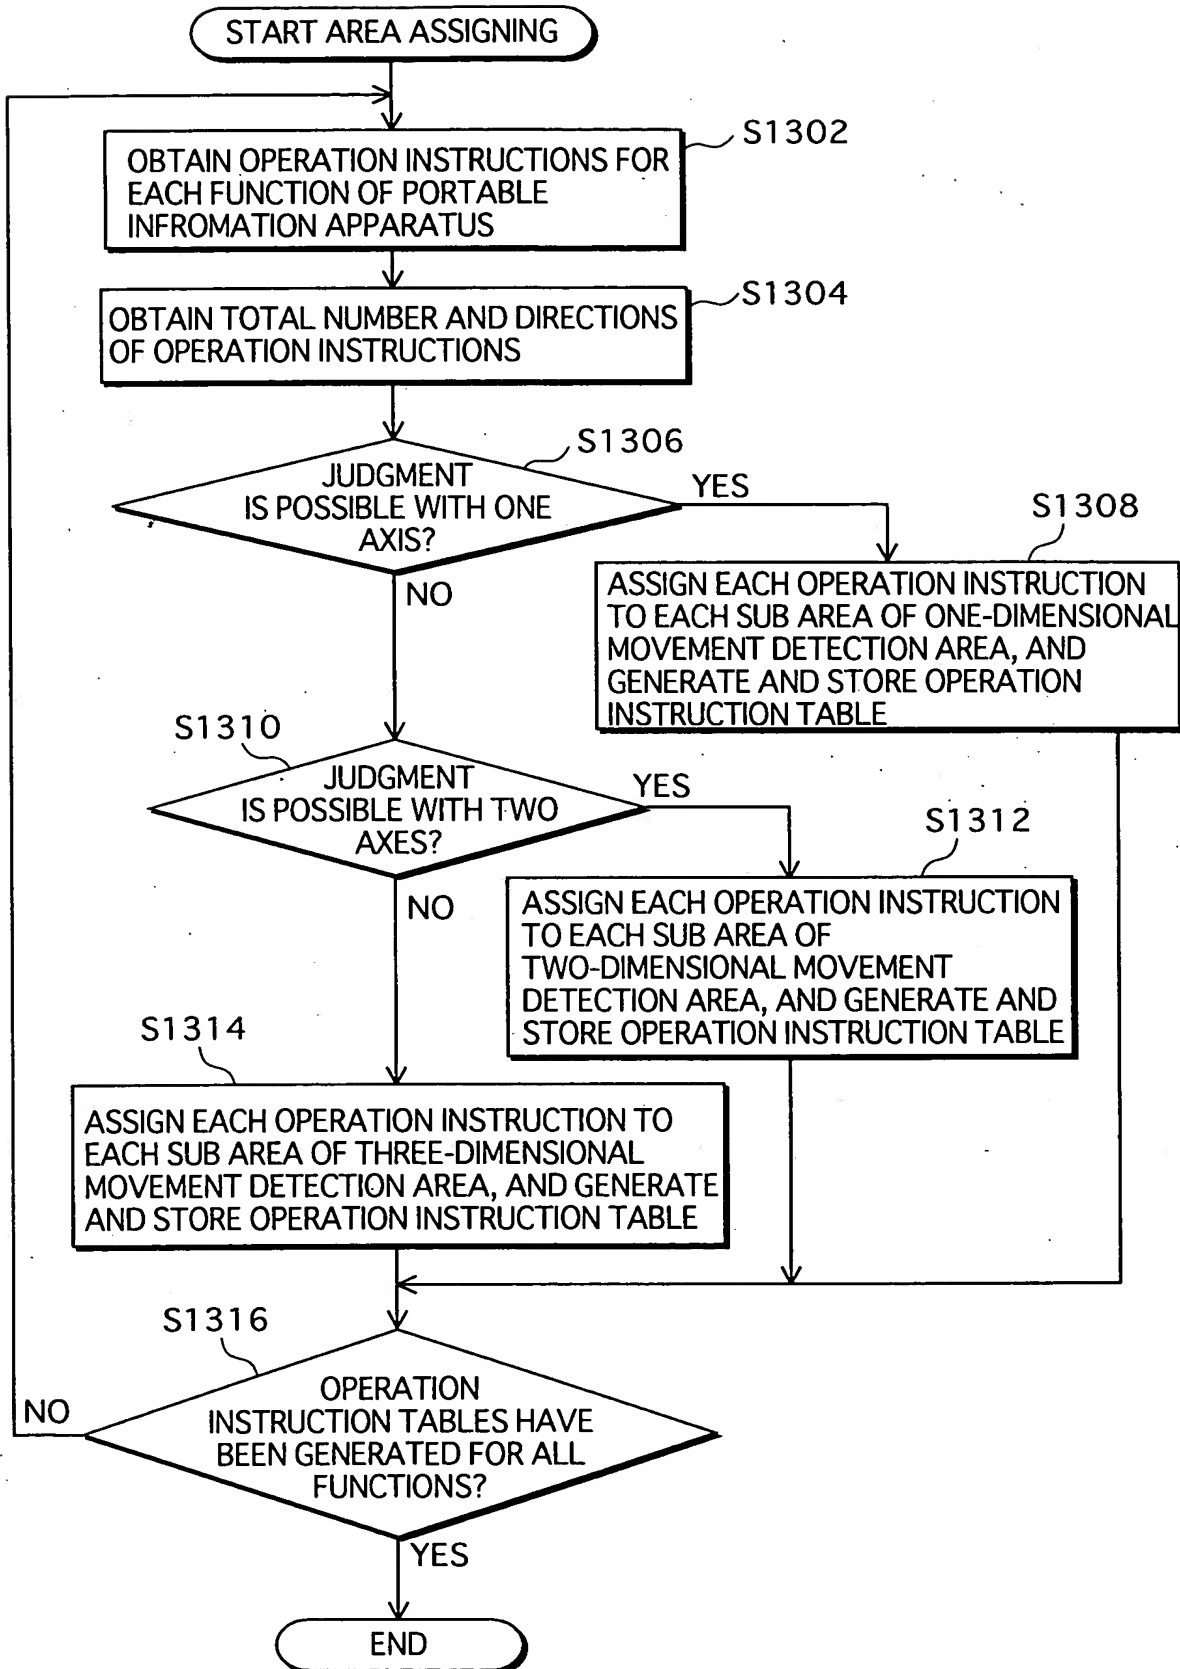 START AREA ASSIGNING
S1302
OBTAIN OPERATION INSTRUCTIONS FOR
EACH FUNCTION OF PORTABLE
INFROMATION APPARATUS
S1304
OBTAIN TOTAL NUMBER AND DIRECTIONS
OF OPERATION INSTRUCTIONS
S1306
JUDGMENT
IS POSSIBLE WITH ONE
AXIS?
YES
NO
S1308
ASSIGN EACH OPERATION INSTRUCTION
TO EACH SUB AREA OF ONE-DIMENSIONAL
MOVEMENT DETECTION AREA, AND
GENERATE AND STORE OPERATION
INSTRUCTION TABLE
S1310
JUDGMENT
IS POSSIBLE WITH TWO
AXES?
YES
NO
S1312
ASSIGN EACH OPERATION INSTRUCTION
TO EACH SUB AREA OF
TWO-DIMENSIONAL MOVEMENT
DETECTION AREA, AND GENERATE AND
STORE OPERATION INSTRUCTION TABLE
S1314
ASSIGN EACH OPERATION INSTRUCTION TO
EACH SUB AREA OF THREE-DIMENSIONAL
MOVEMENT DETECTION AREA, AND GENERATE
AND STORE OPERATION INSTRUCTION TABLE
S1316
OPERATION
INSTRUCTION TABLES HAVE
BEEN GENERATED FOR ALL
FUNCTIONS?
NO
YES
END